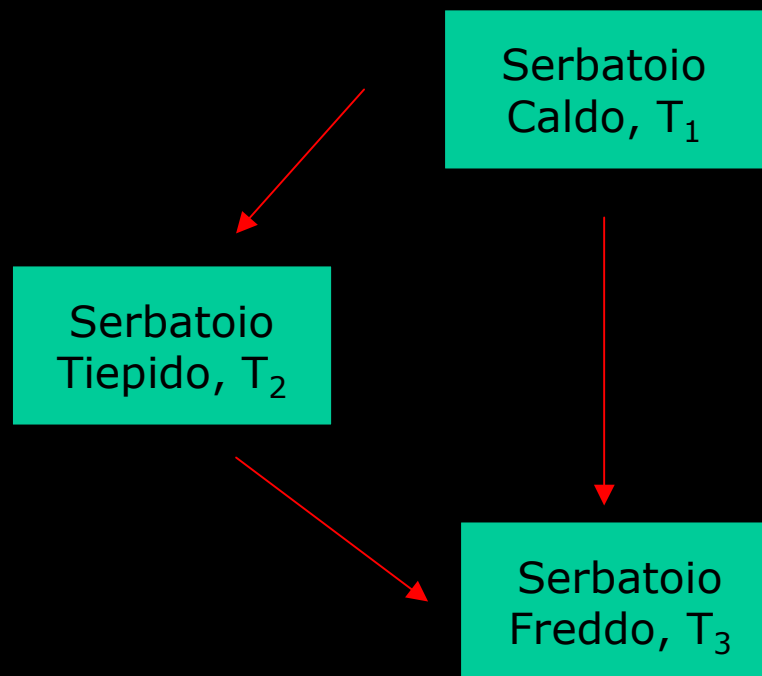 Serbatoio
Caldo, T₁
Serbatoio
Tiepido, T₂
Serbatoio
Freddo, T₃